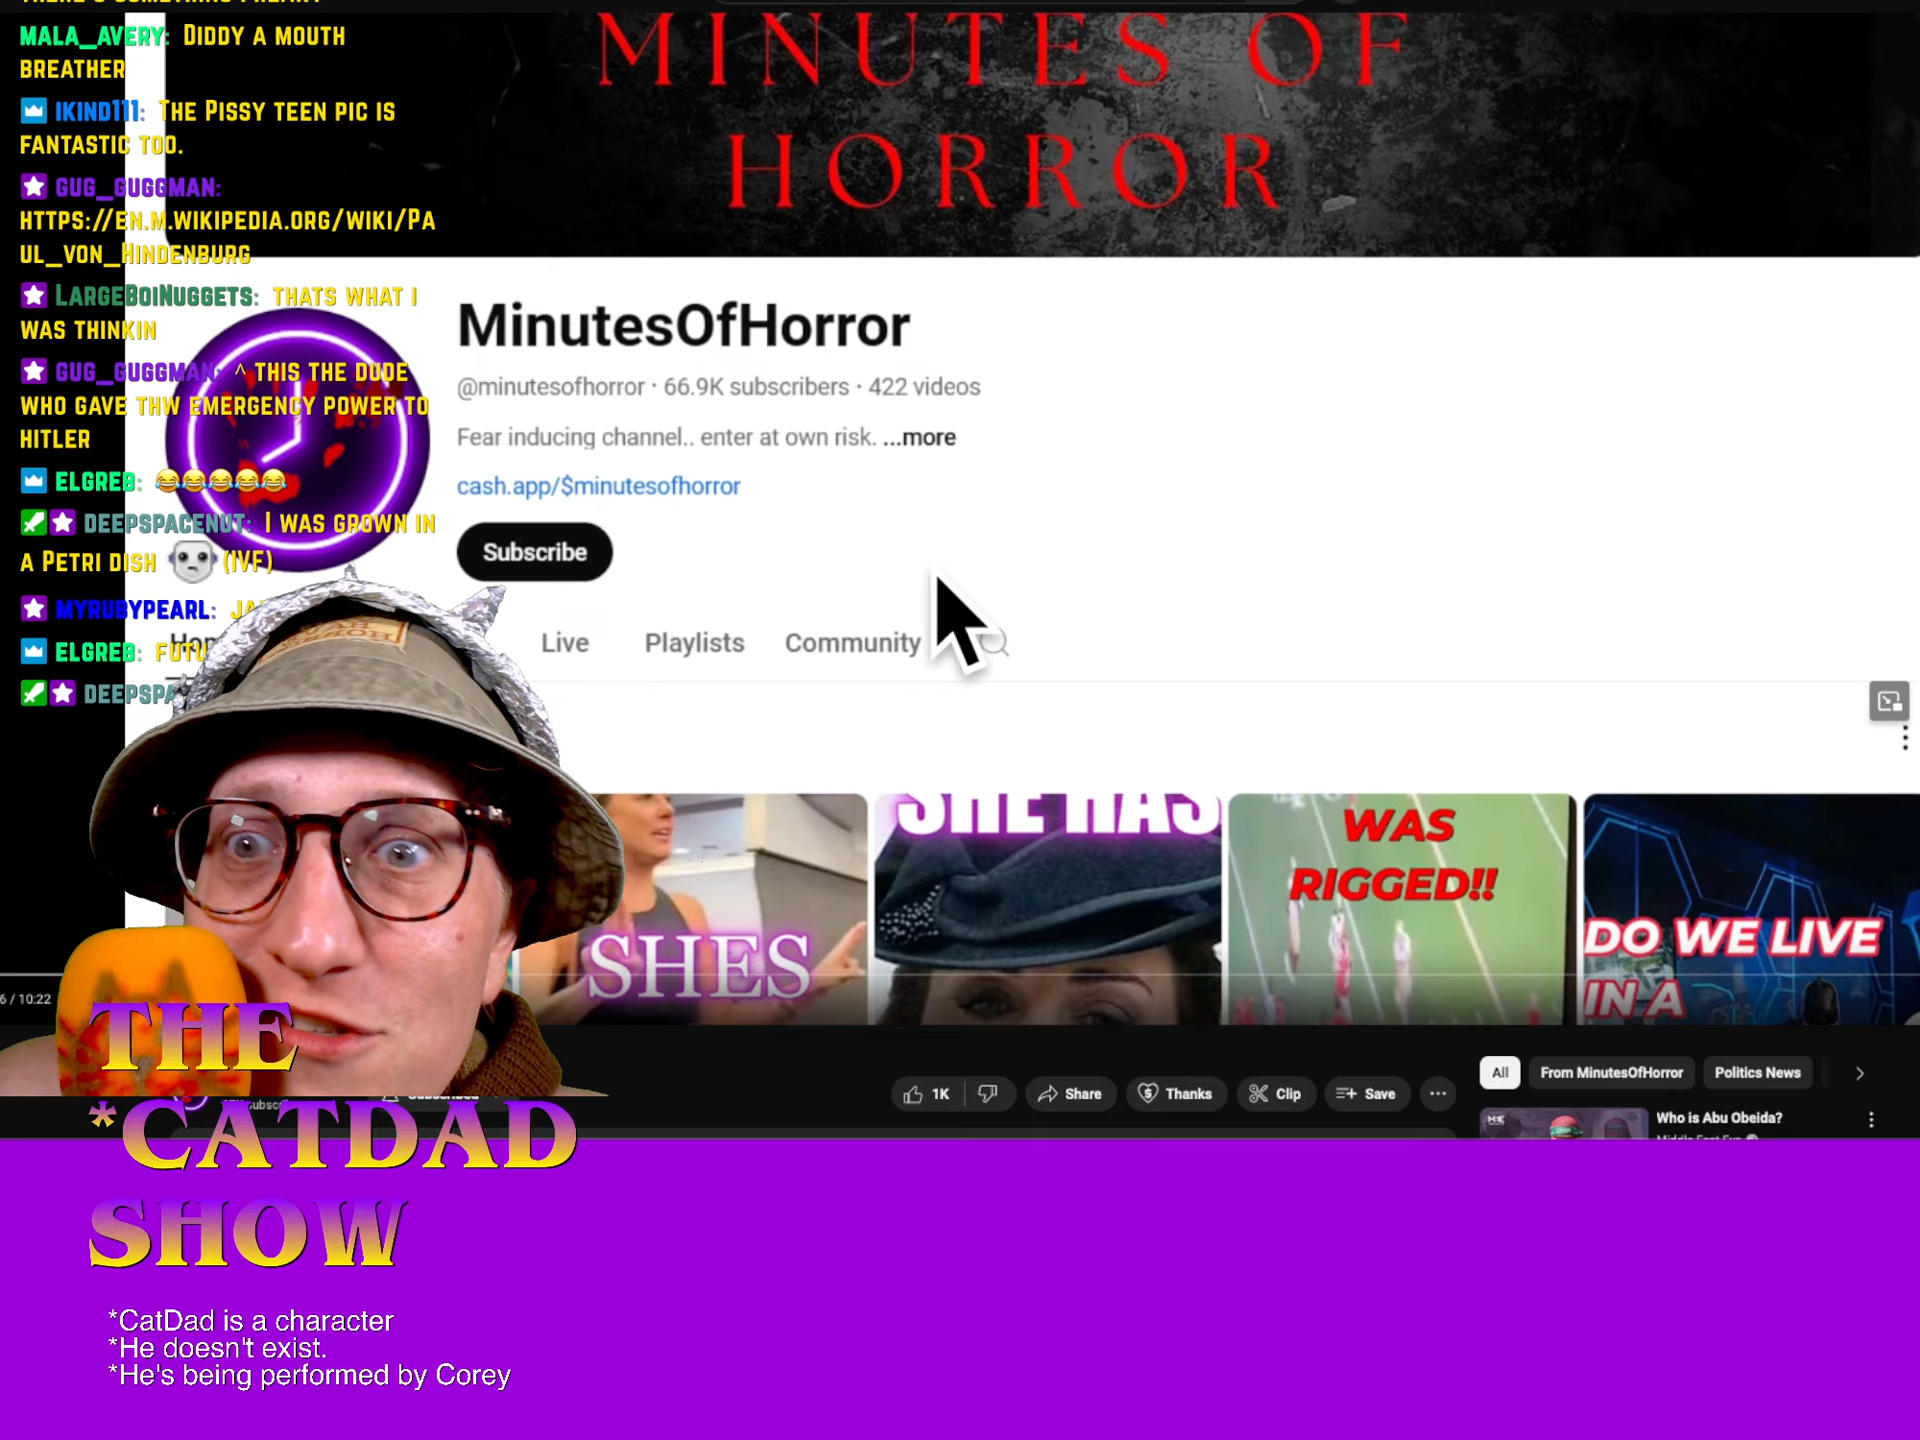 MALA_AVERY: DIDDY A MOUTH
BREATHER
IKIND111: THE PISSY TEEN PIC IS
FANTASTIC TOO.
GUG_GUGGMAN:
HTTPS://EN.M.WIKIPEDIA.ORG/WIKI/PA
UL_VON_HINDENBURG
LARGEBOINUGGETS: THATS WHAT I
WAS THINKIN
GUG_GUGGMAN: ^ THIS THE DUDE
WHO GAVE THW EMERGENCY POWER TO
HITLER
ELGREB: 😂😂😂😂😂
DEEPSPACENUT: I WAS GROWN IN
A PETRI DISH (IVF)
MYRUBYPEARL:
ELGREB:
MINUTES OF
HORROR
MinutesOfHorror
@minutesofhorror · 66.9K subscribers · 422 videos
Fear inducing channel.. enter at own risk. ...more
cash.app/$minutesofhorror
Subscribe
Live Playlists Community
SHES
SHE HAS
WAS
RIGGED!!
DO WE LIVE
IN A
/ 10:22
1K Share Thanks Clip Save ...
All From MinutesOfHorror Politics News
Who is Abu Obeida?
THE
*CATDAD
SHOW
*CatDad is a character
*He doesn't exist.
*He's being performed by Corey